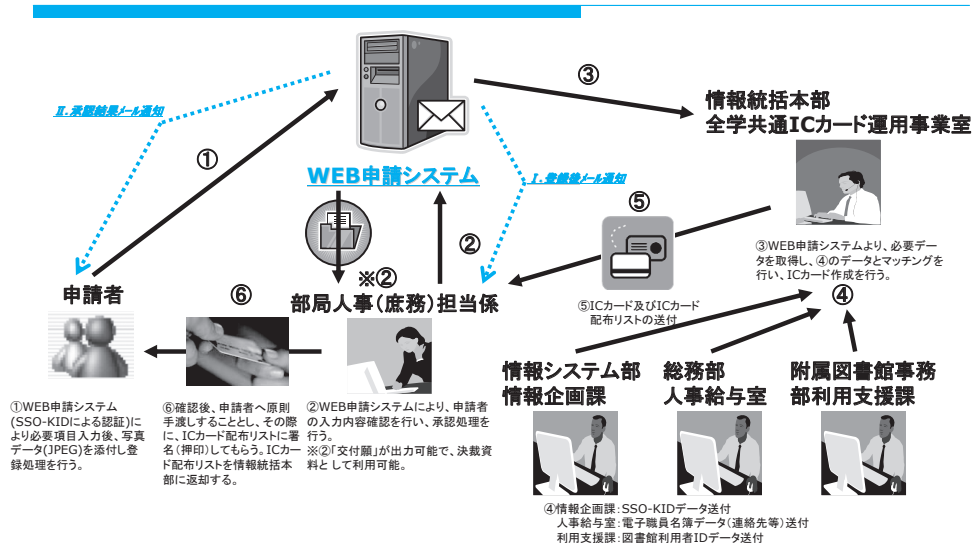 ③
情報統括本部
全学共通ICカード運用事業室
Ⅱ.承認結果メール通知
①
WEB申請システム
Ⅰ.登録後メール通知
⑤
②
③WEB申請システムより、必要デー
タを取得し、④のデータとマッチングを
行い、ICカード作成を行う。
※②
申請者
⑥
部局人事(庶務)担当係
⑤ICカード及びICカード
配布リストの送付
④
情報システム部
情報企画課
総務部
人事給与室
附属図書館事務
部利用支援課
①WEB申請システム
(SSO-KIDによる認証)に
より必要項目入力後、写真
データ(JPEG)を添付し登
録処理を行う。
⑥確認後、申請者へ原則
手渡しすることとし、その際
に、ICカード配布リストに署
名(押印)してもらう。ICカー
ド配布リストを情報統括本
部に返却する。
②WEB申請システムにより、申請者
の入力内容確認を行い、承認処理を
行う。
※②「交付願」が出力可能で、決裁資
料と して利用可能。
④情報企画課:SSO-KIDデータ送付
人事給与室:電子職員名簿データ(連絡先等)送付
利用支援課:図書館利用者IDデータ送付